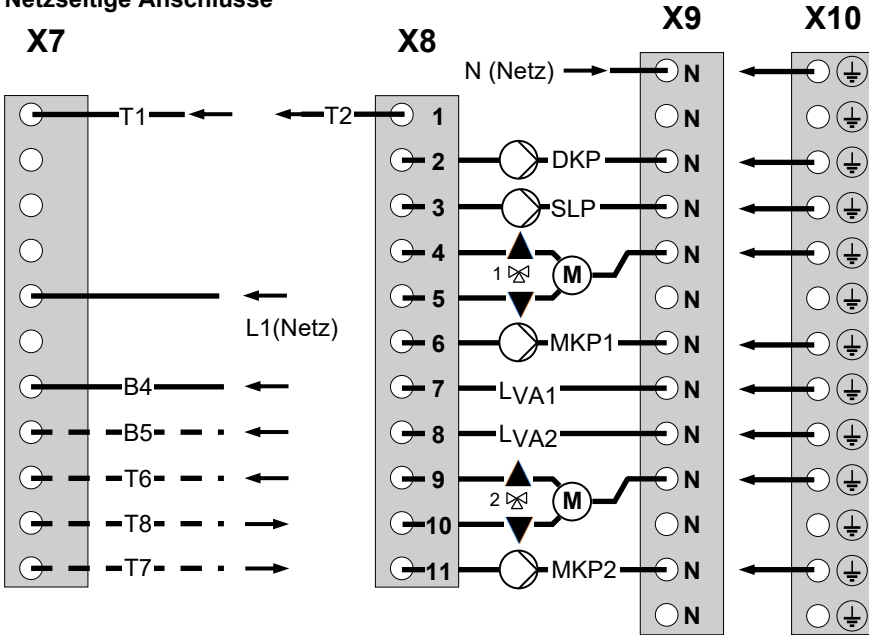 Netzseitige Anschlüsse
X7
X8
X9
X10
N (Netz)
N
T1
T2
1
N
2
DKP
N
3
SLP
N
4
1
M
N
5
N
L1(Netz)
6
MKP1
N
B4
7
LVA1
N
B5
8
LVA2
N
T6
9
2
M
N
T8
10
N
T7
11
MKP2
N
N